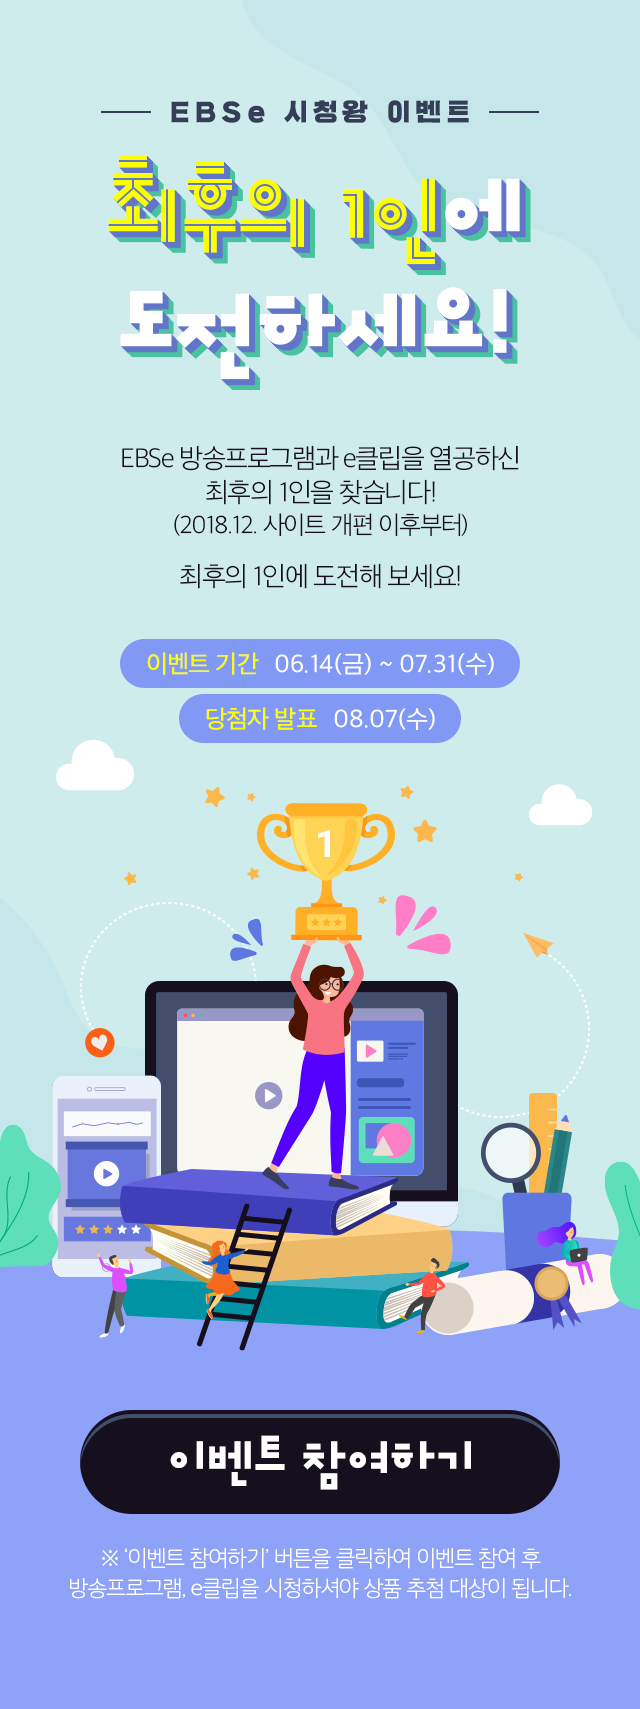 EBSe 시청왕 이벤트
최후의 1인에
도전하세요!
EBSe 방송프로그램과 e클립을 열공하신
최후의 1인을 찾습니다!
(2018.12. 사이트 개편 이후부터)
최후의 1인에 도전해 보세요!
이벤트 기간 06.14(금) ~ 07.31(수)
당첨자 발표 08.07(수)
1
이벤트 참여하기
※ ‘이벤트 참여하기’ 버튼을 클릭하여 이벤트 참여 후
방송프로그램, e클립을 시청하셔야 상품 추첨 대상이 됩니다.